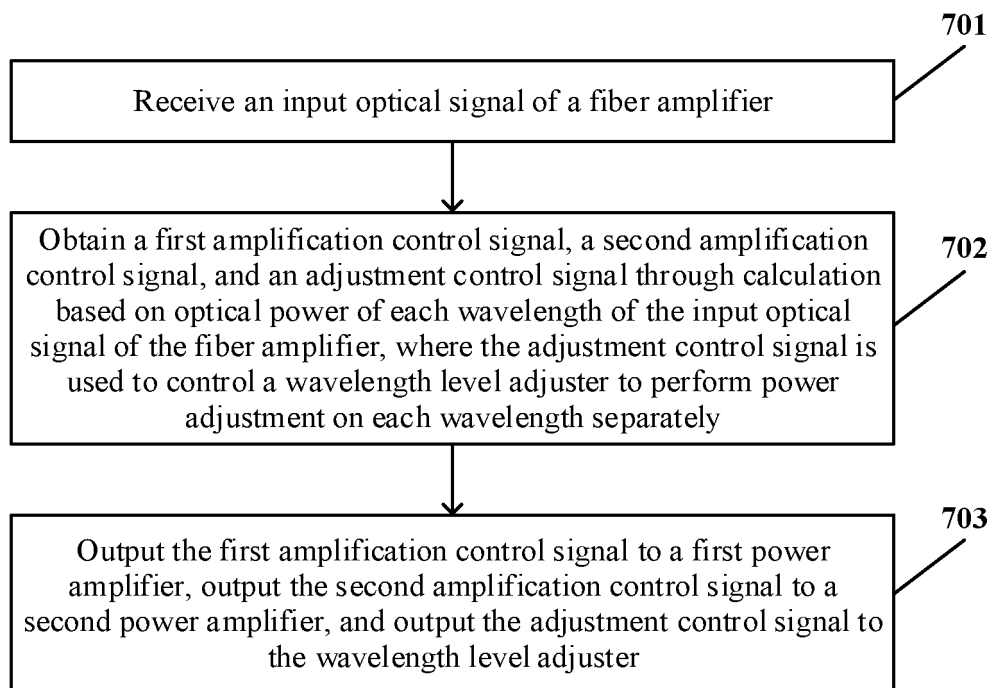 701
Receive an input optical signal of a fiber amplifier
702
Obtain a first amplification control signal, a second amplification
control signal, and an adjustment control signal through calculation
based on optical power of each wavelength of the input optical
signal of the fiber amplifier, where the adjustment control signal is
used to control a wavelength level adjuster to perform power
adjustment on each wavelength separately
703
Output the first amplification control signal to a first power
amplifier, output the second amplification control signal to a
second power amplifier, and output the adjustment control signal to
the wavelength level adjuster